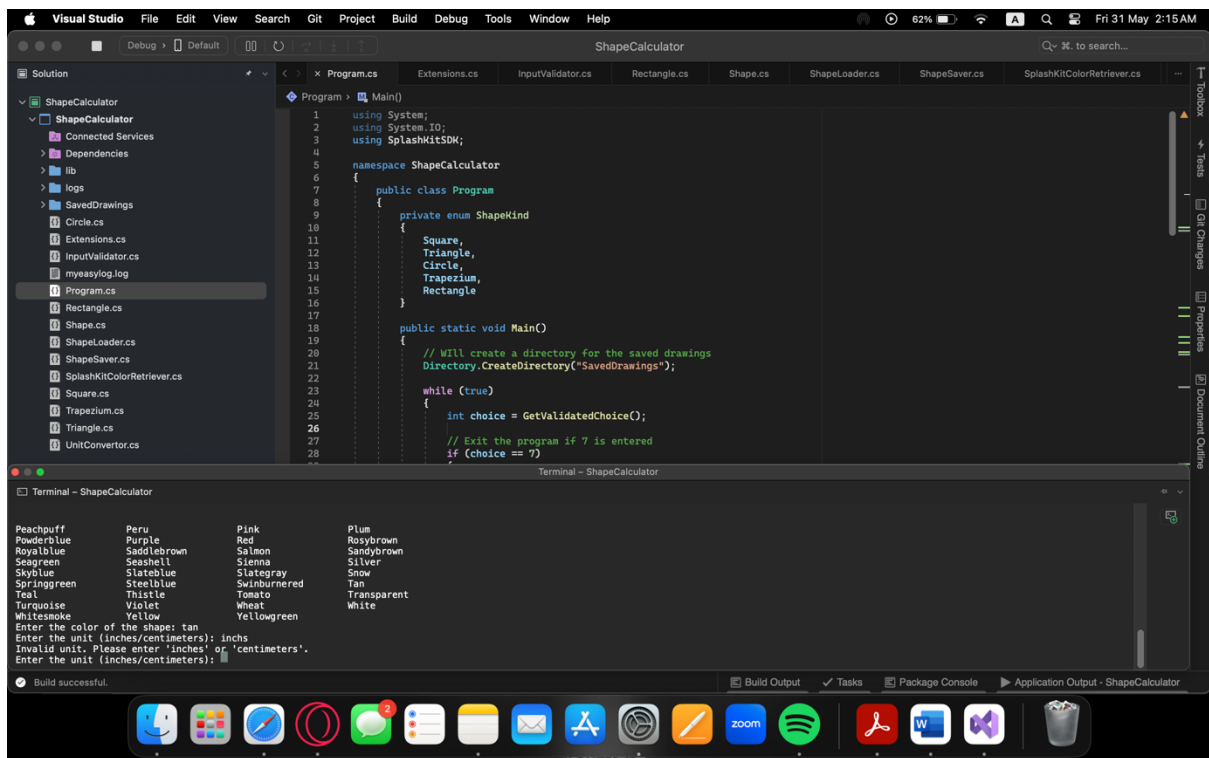 Visual Studio File Edit View Search Git Project Build Debug Tools Window Help 62% A Fri 31 May 2:15 AM
Debug > Default ShapeCalculator ⌘. to search...
Solution
Program.cs Extensions.cs InputValidator.cs Rectangle.cs Shape.cs ShapeLoader.cs ShapeSaver.cs SplashKitColorRetriever.cs
Program > M Main()
ShapeCalculator
ShapeCalculator
Connected Services
Dependencies
lib
logs
SavedDrawings
Circle.cs
Extensions.cs
InputValidator.cs
myeasylog.log
Program.cs
Rectangle.cs
Shape.cs
ShapeLoader.cs
ShapeSaver.cs
SplashKitColorRetriever.cs
Square.cs
Trapezium.cs
Triangle.cs
UnitConvertor.cs
1 using System;
2 using System.IO;
3 using SplashKitSDK;
4
5 namespace ShapeCalculator
6 {
7 public class Program
8 {
9 private enum ShapeKind
10 {
11 Square,
12 Triangle,
13 Circle,
14 Trapezium,
15 Rectangle
16 }
17
18 public static void Main()
19 {
20 // WIll create a directory for the saved drawings
21 Directory.CreateDirectory("SavedDrawings");
22
23 while (true)
24 {
25 int choice = GetValidatedChoice();
26
27 // Exit the program if 7 is entered
28 if (choice == 7)
Toolbox
Tests
Git Changes
Properties
Document Outline
Terminal – ShapeCalculator
Terminal – ShapeCalculator
Peachpuff Peru Pink Plum
Powderblue Purple Red Rosybrown
Royalblue Saddlebrown Salmon Sandybrown
Seagreen Seashell Sienna Silver
Skyblue Slateblue Slategray Snow
Springgreen Steelblue Swinburnered Tan
Teal Thistle Tomato Transparent
Turquoise Violet Wheat White
Whitesmoke Yellow Yellowgreen
Enter the color of the shape: tan
Enter the unit (inches/centimeters): inchs
Invalid unit. Please enter 'inches' or 'centimeters'.
Enter the unit (inches/centimeters):
Build successful. Build Output Tasks Package Console Application Output - ShapeCalculator
2
zoom
W